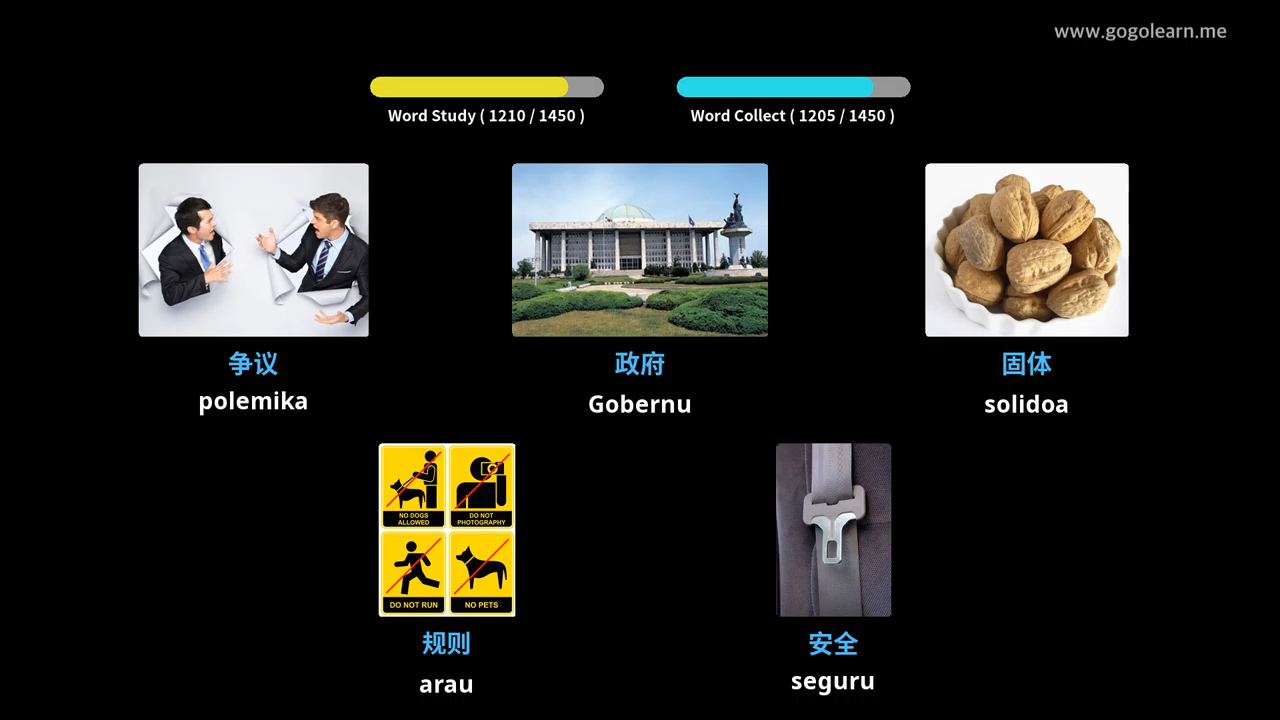 www.gogolearn.me
Word Study ( 1210 / 1450 )
Word Collect ( 1205 / 1450 )
争议
polemika
政府
Gobernu
固体
solidoa
NO DOGS
ALLOWED
DO NOT
PHOTOGRAPHY
DO NOT RUN
NO PETS
规则
arau
安全
seguru